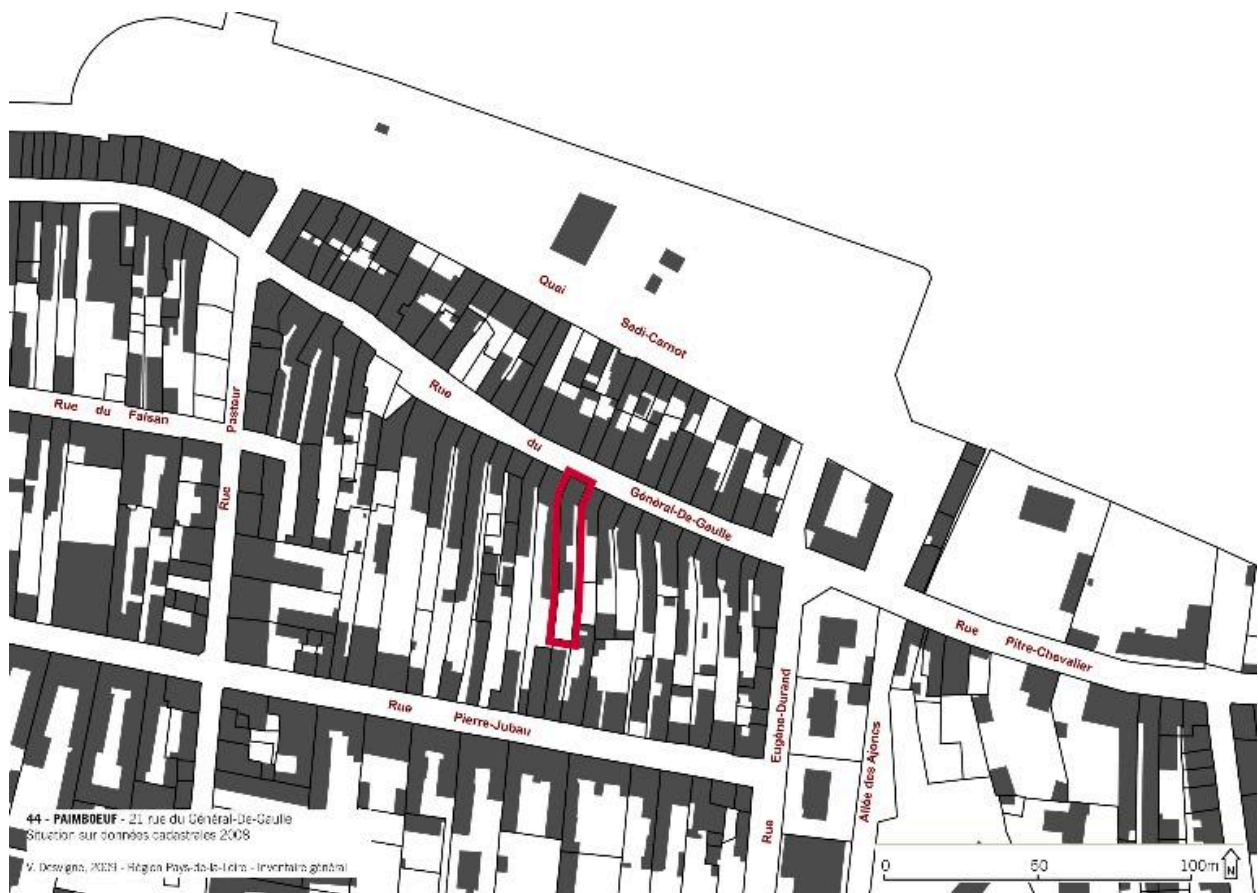 Quai
Sadi-Carnot
Rue
du
Général-De-Gaulle
Rue du Faisan
Rue Pasteur
Rue Pitre-Chevalier
Rue Pierre-Jubau
Rue Eugène-Durand
Allée des Ajoncs
44 - PAIMBOEUF - 21 rue du Général-De-Gaulle
Situation sur données cadastrales 2008
V. Desvigne, 2009 - Région Pays-de-la-Loire - Inventaire général
0 50 100m
N